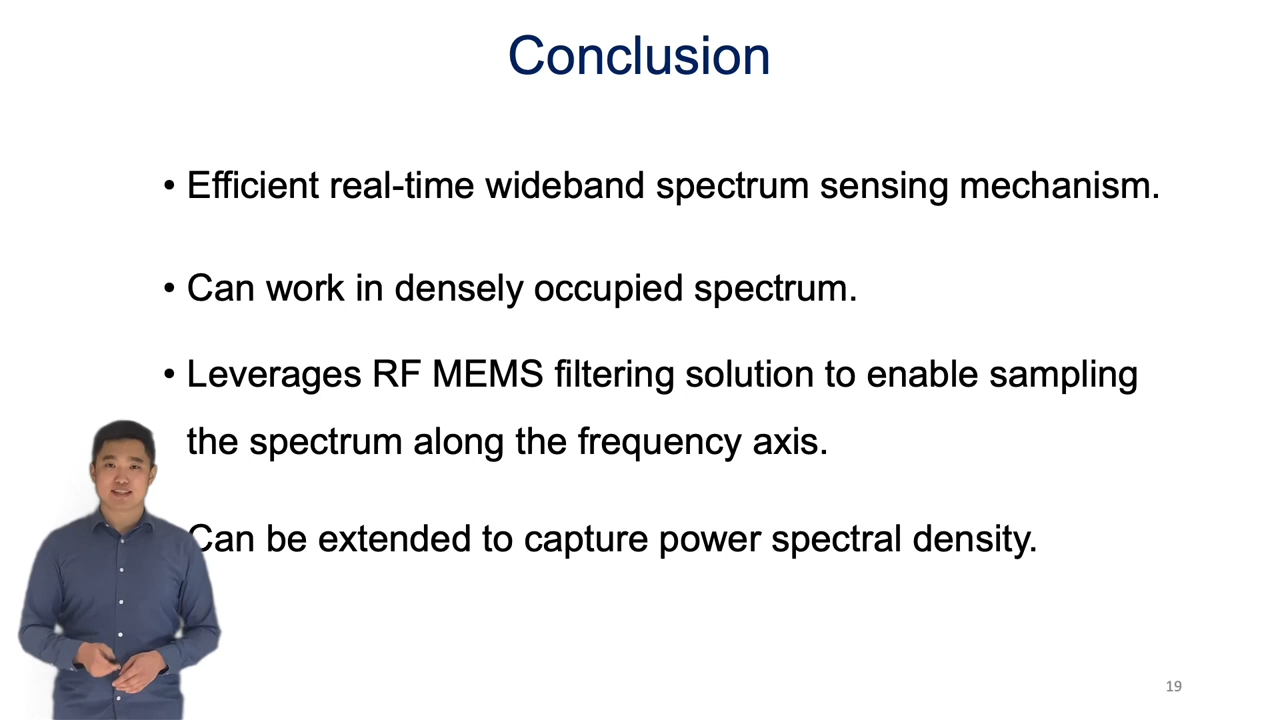 Conclusion
• Efficient real-time wideband spectrum sensing mechanism.
• Can work in densely occupied spectrum.
• Leverages RF MEMS filtering solution to enable sampling
the spectrum along the frequency axis.
Can be extended to capture power spectral density.
19